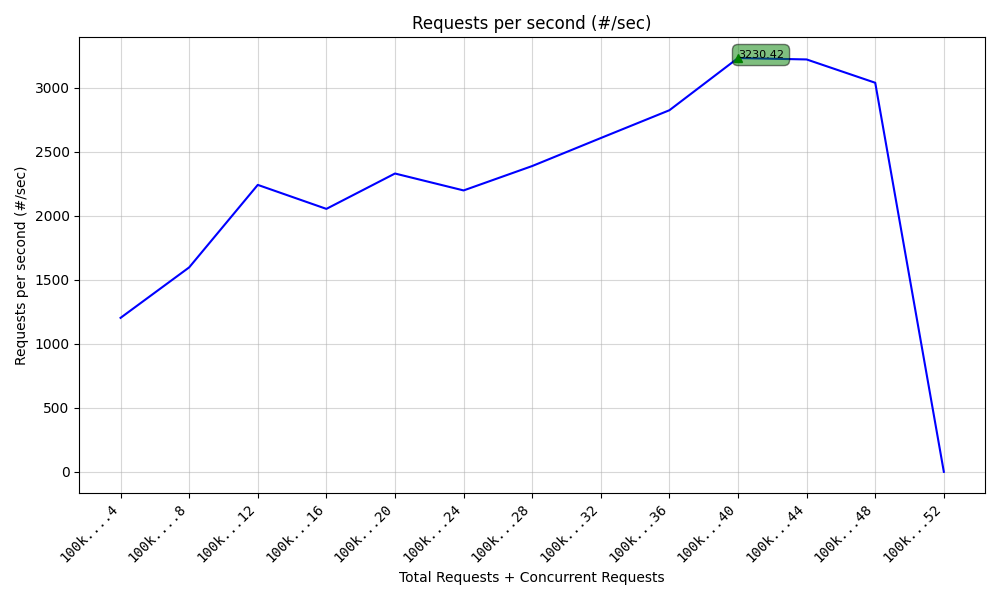 Requests per second (#/sec)
3230.42
Requests per second (#/sec)
3000
2500
2000
1500
1000
500
0
100k....4
100k....8
100k...12
100k...16
100k...20
100k...24
100k...28
100k...32
100k...36
100k...40
100k...44
100k...48
100k...52
Total Requests + Concurrent Requests